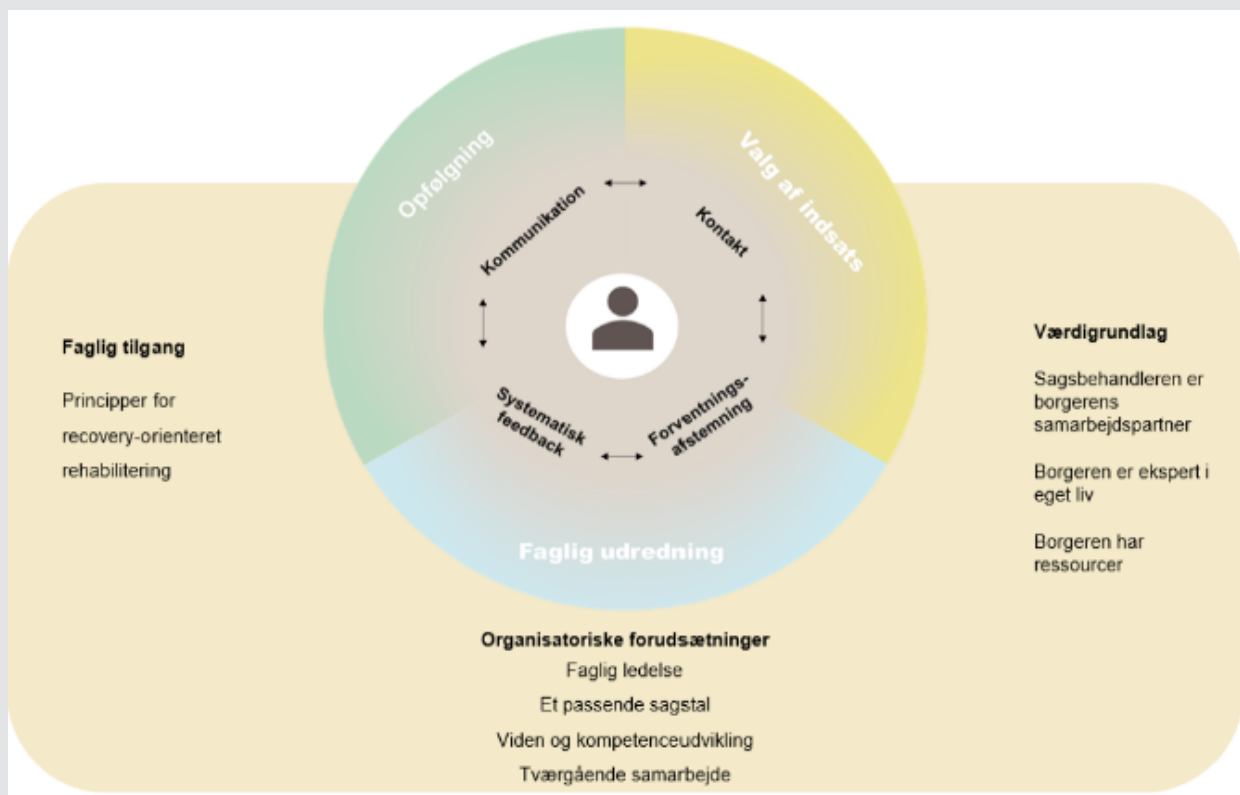 Opfølgning
Valg af indsats
Kommunikation
Kontakt
Systematisk
feedback
Forventnings-
afstemning
Faglig udredning
Faglig tilgang
Principper for
recovery-orienteret
rehabilitering
Værdigrundlag
Sagsbehandleren er
borgerens
samarbejdspartner
Borgeren er ekspert i
eget liv
Borgeren har
ressourcer
Organisatoriske forudsætninger
Faglig ledelse
Et passende sagstal
Viden og kompetenceudvikling
Tværgående samarbejde